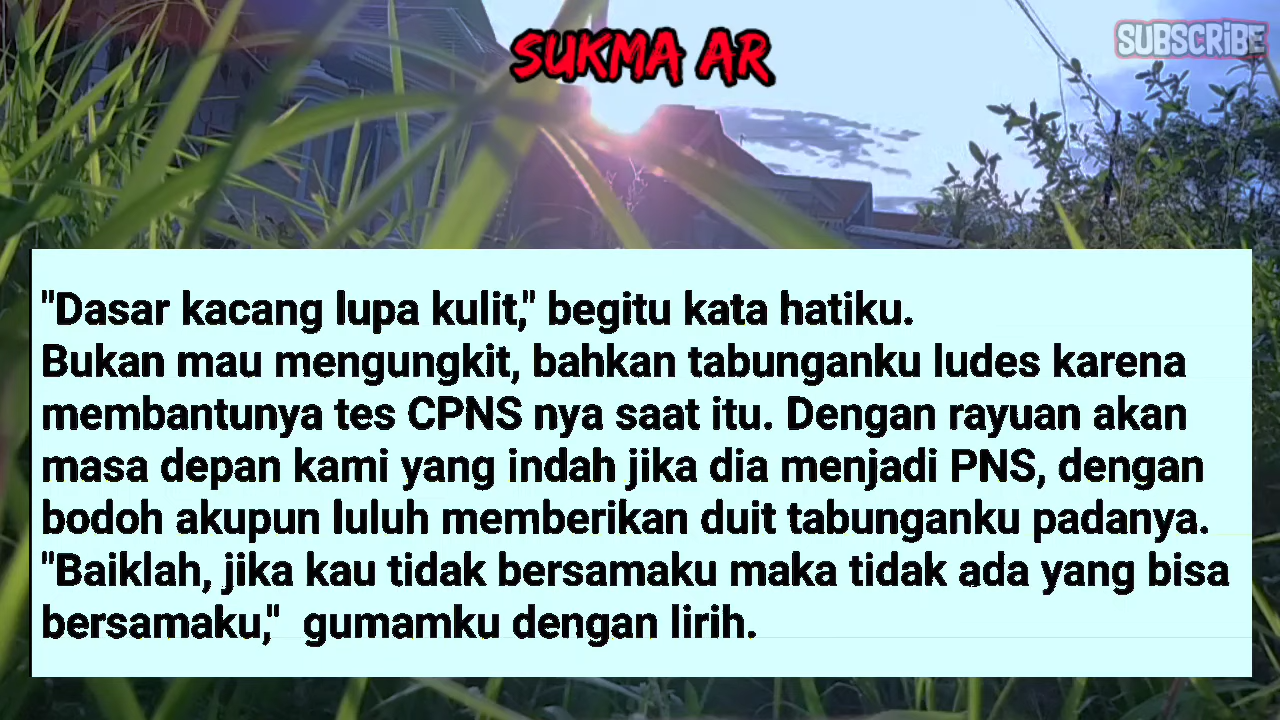 SUKMA AR
SUBSCRIBE
"Dasar kacang lupa kulit," begitu kata hatiku.
Bukan mau mengungkit, bahkan tabunganku ludes karena
membantunya tes CPNS nya saat itu. Dengan rayuan akan
masa depan kami yang indah jika dia menjadi PNS, dengan
bodoh akupun luluh memberikan duit tabunganku padanya.
"Baiklah, jika kau tidak bersamaku maka tidak ada yang bisa
bersamaku,"  gumamku dengan lirih.